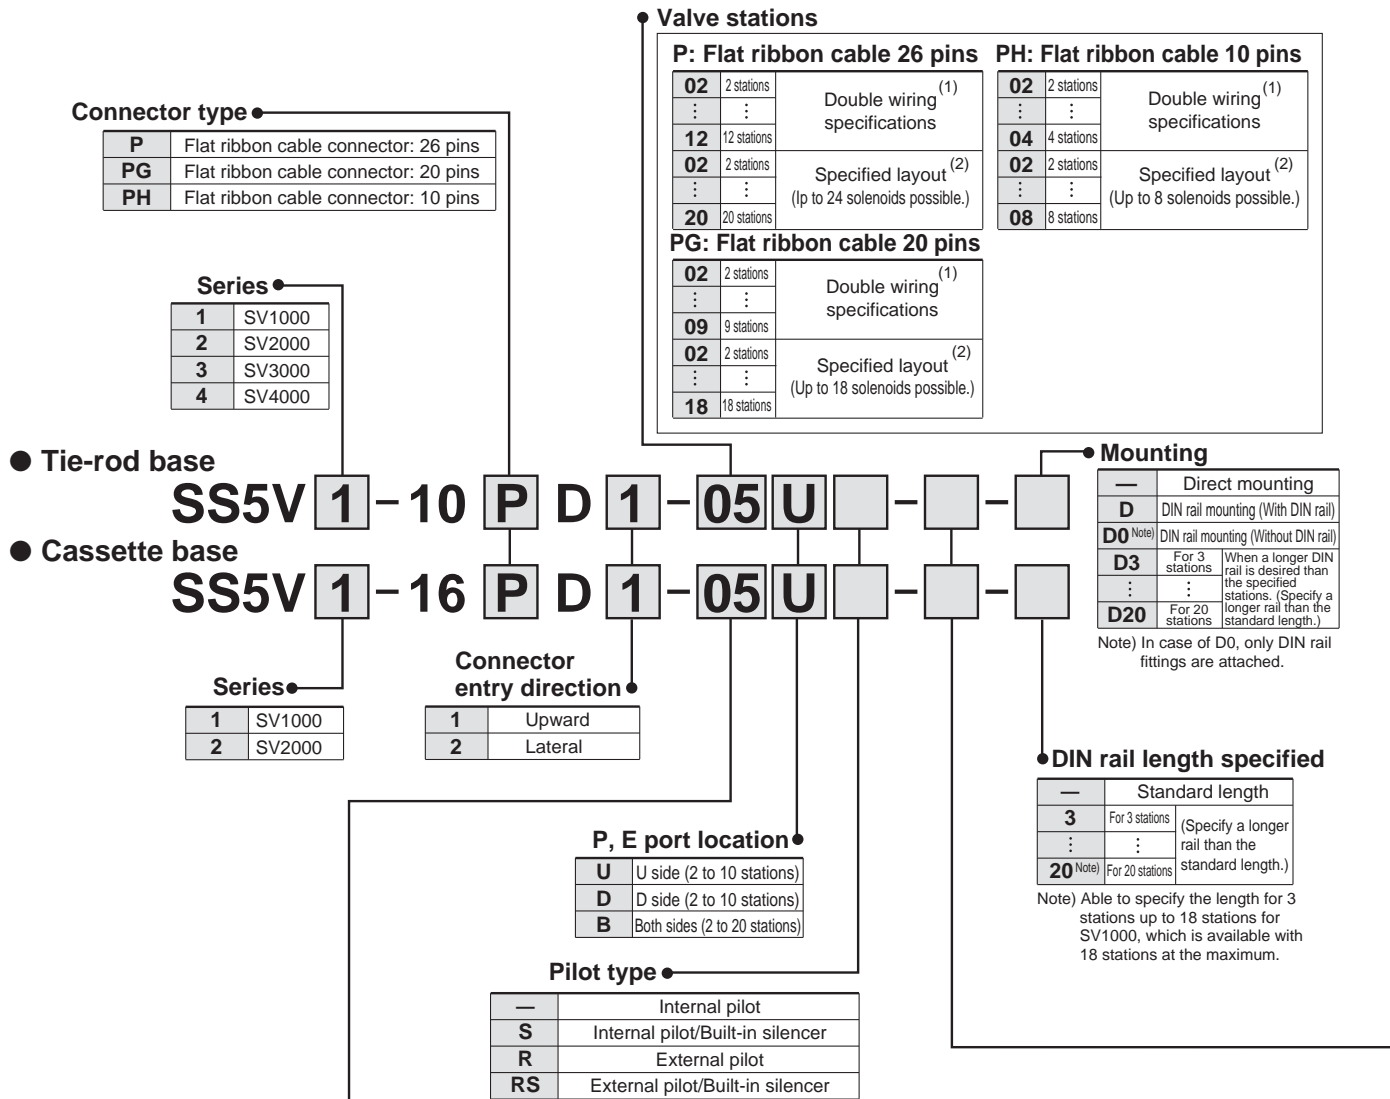 Valve stations
P: Flat ribbon cable 26 pins
02 2 stations Double wiring specifications (1)
⋮ ⋮
12 12 stations
02 2 stations Specified layout (2)
⋮ ⋮ (Ip to 24 solenoids possible.)
20 20 stations
PH: Flat ribbon cable 10 pins
02 2 stations Double wiring specifications (1)
⋮ ⋮
04 4 stations
02 2 stations Specified layout (2)
⋮ ⋮ (Up to 8 solenoids possible.)
08 8 stations
PG: Flat ribbon cable 20 pins
02 2 stations Double wiring specifications (1)
⋮ ⋮
09 9 stations
02 2 stations Specified layout (2)
⋮ ⋮ (Up to 18 solenoids possible.)
18 18 stations
Connector type
P Flat ribbon cable connector: 26 pins
PG Flat ribbon cable connector: 20 pins
PH Flat ribbon cable connector: 10 pins
Series
1 SV1000
2 SV2000
3 SV3000
4 SV4000
● Tie-rod base
SS5V 1 - 10 P D 1 - 05 U - -
● Cassette base
SS5V 1 - 16 P D 1 - 05 U - -
Mounting
— Direct mounting
D DIN rail mounting (With DIN rail)
D0 Note) DIN rail mounting (Without DIN rail)
D3 For 3 stations When a longer DIN rail is desired than the specified stations. (Specify a longer rail than the standard length.)
⋮ ⋮
D20 For 20 stations
Note) In case of D0, only DIN rail
fittings are attached.
Series
1 SV1000
2 SV2000
Connector
entry direction
1 Upward
2 Lateral
DIN rail length specified
— Standard length
3 For 3 stations (Specify a longer rail than the standard length.)
⋮ ⋮
20 Note) For 20 stations
Note) Able to specify the length for 3
stations up to 18 stations for
SV1000, which is available with
18 stations at the maximum.
P, E port location
U U side (2 to 10 stations)
D D side (2 to 10 stations)
B Both sides (2 to 20 stations)
Pilot type
— Internal pilot
S Internal pilot/Built-in silencer
R External pilot
RS External pilot/Built-in silencer